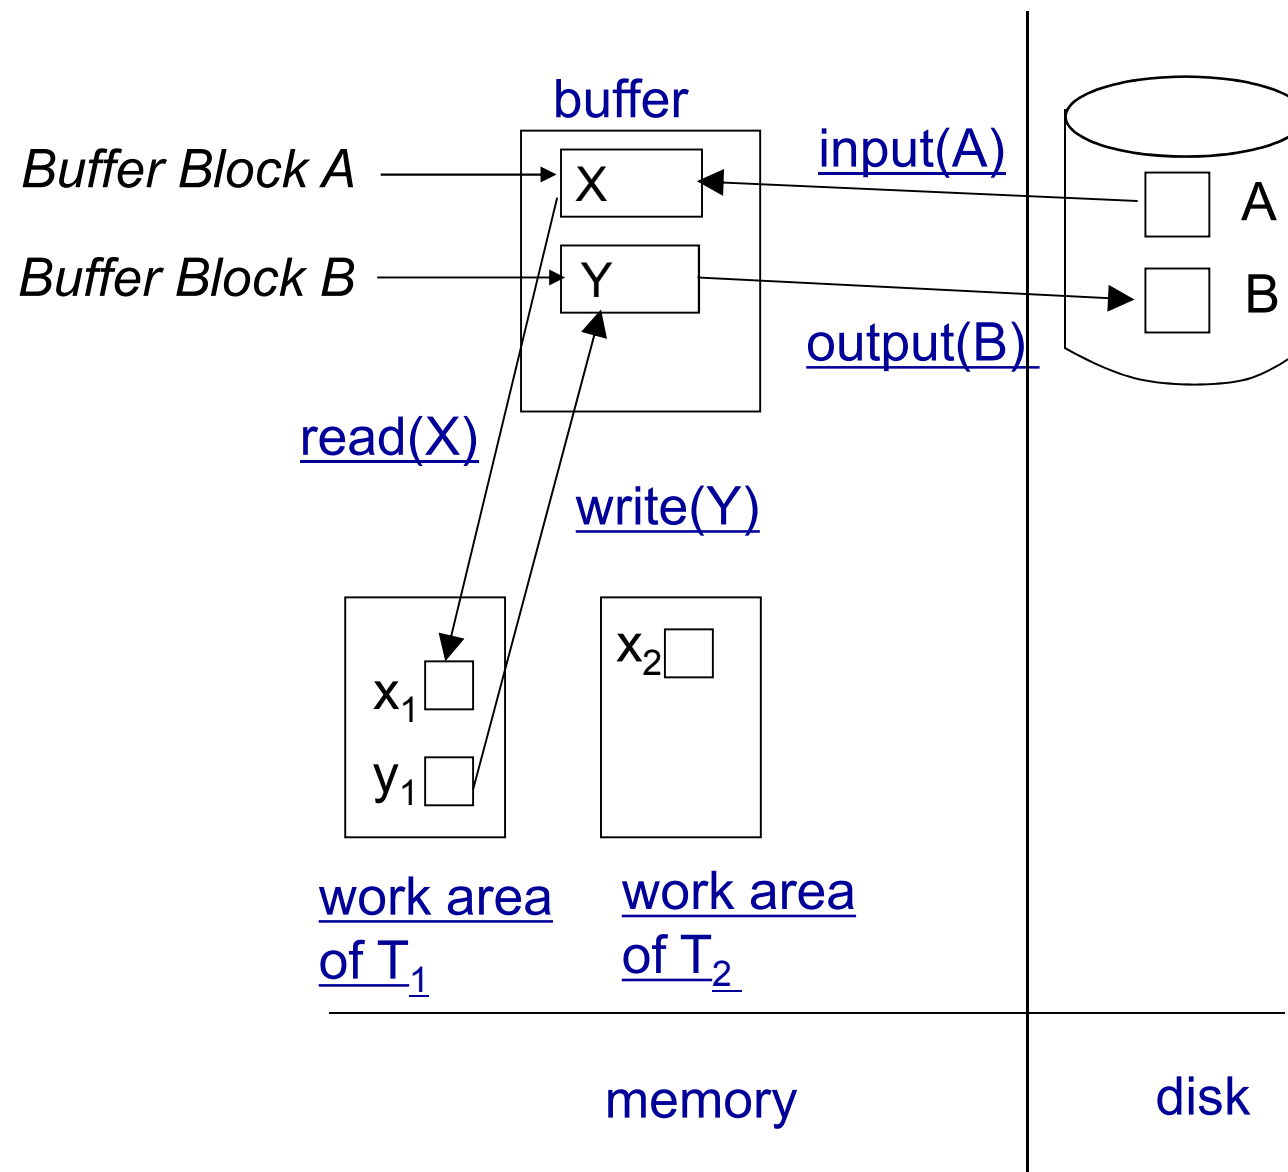 buffer
Buffer Block A
X
input(A)
A
Buffer Block B
Y
B
output(B)
read(X)
write(Y)
x₁
y₁
x₂
work area
of T₁
work area
of T₂
memory
disk